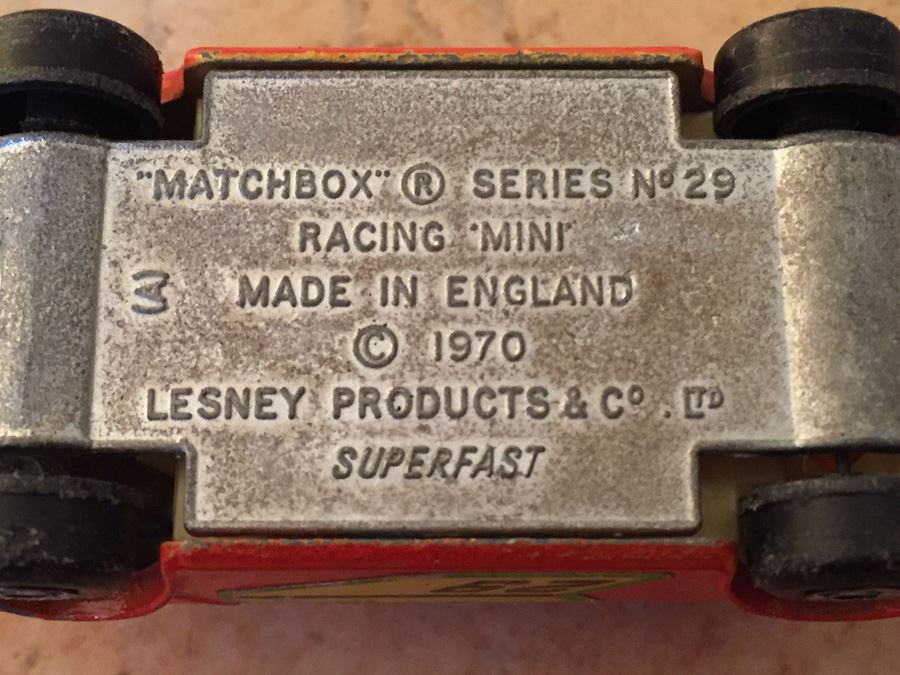 "MATCHBOX" ® SERIES Nº 29
RACING 'MINI'
MADE IN ENGLAND
© 1970
LESNEY PRODUCTS & Cº . LTD
SUPERFAST